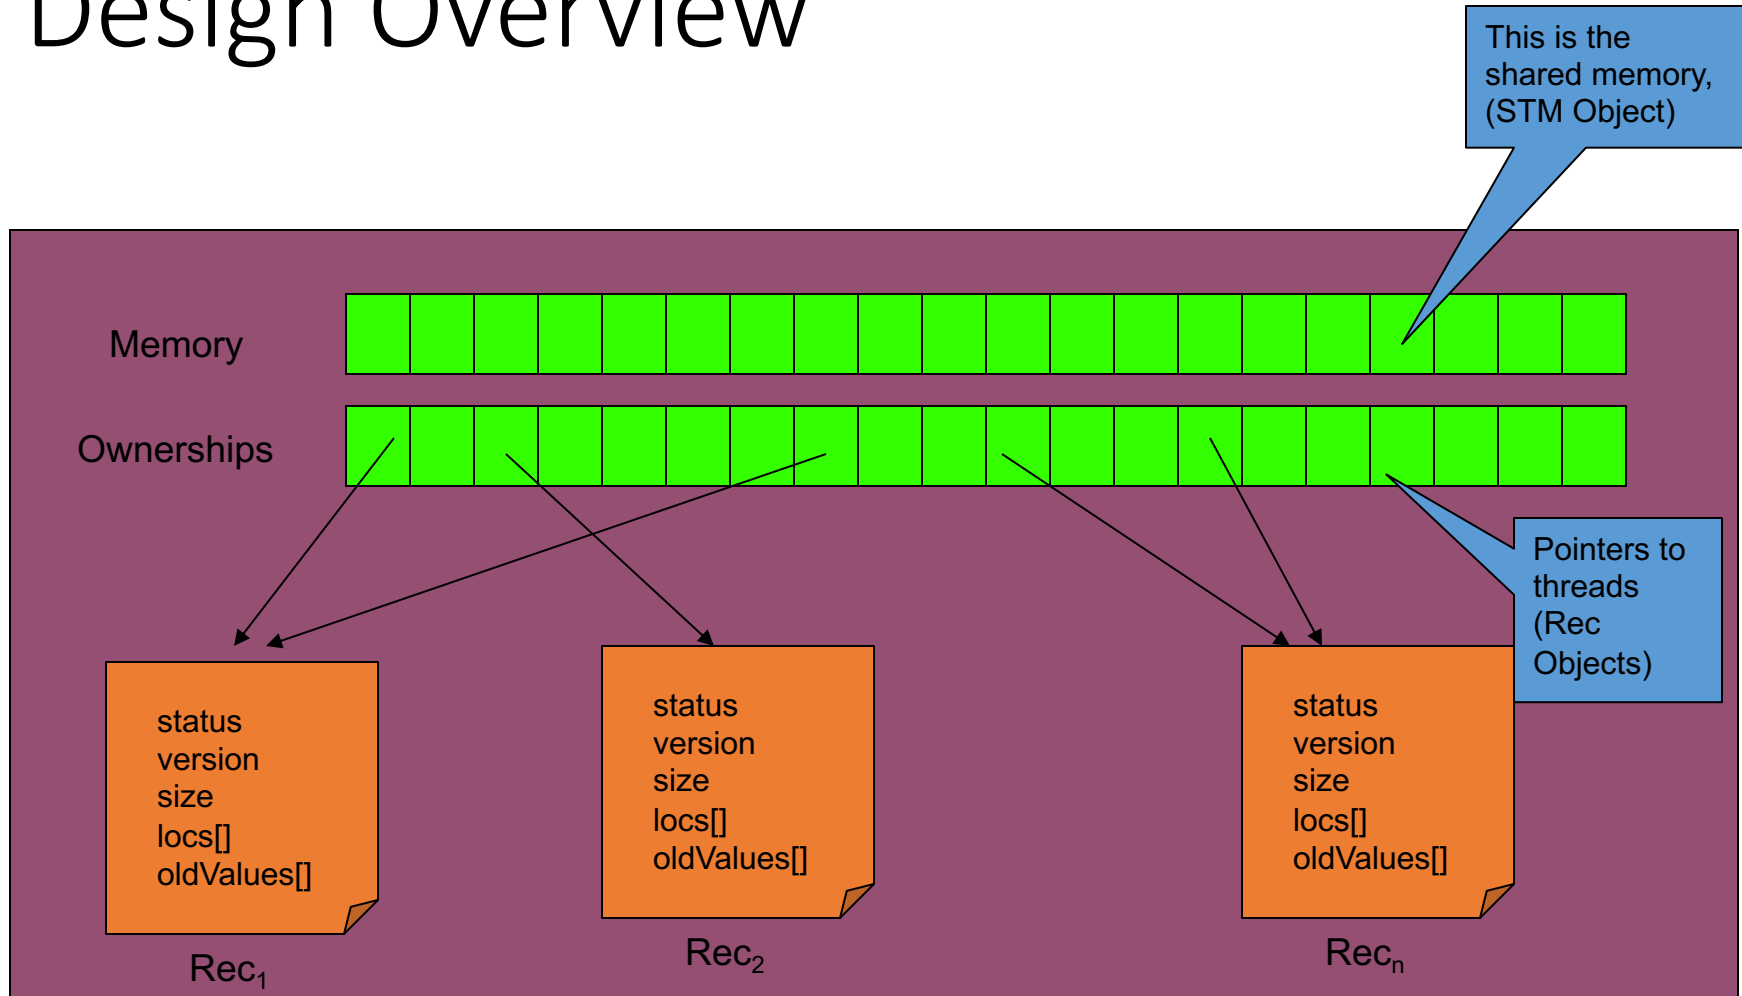 Design Overview
This is the
shared memory,
(STM Object)
Memory
Ownerships
Pointers to
threads
(Rec
Objects)
status
version
size
locs[]
oldValues[]
Rec₁
status
version
size
locs[]
oldValues[]
Rec₂
status
version
size
locs[]
oldValues[]
Recₙ